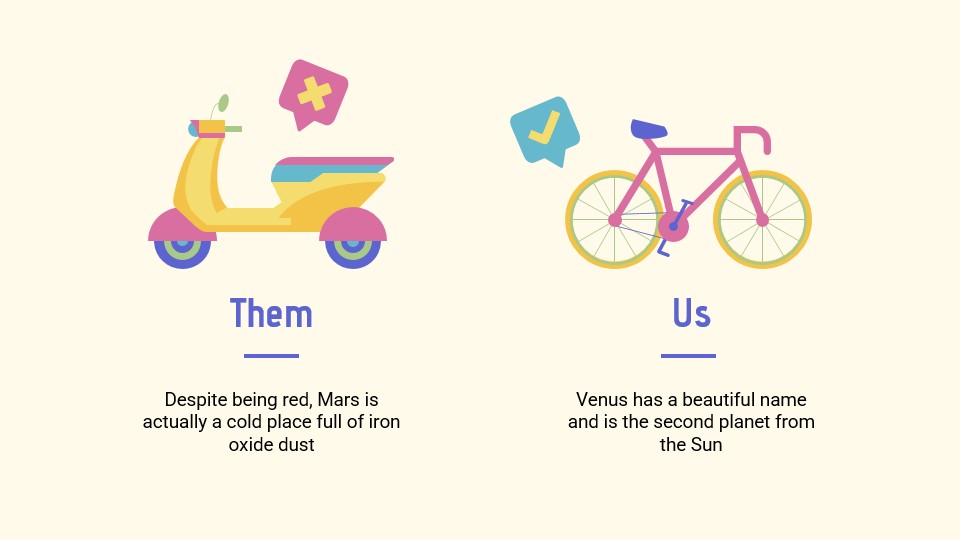 Them
Despite being red, Mars is
actually a cold place full of iron
oxide dust
Us
Venus has a beautiful name
and is the second planet from
the Sun